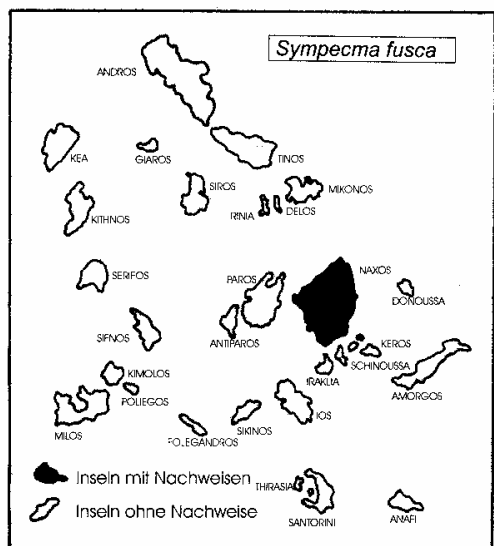 Sympecma fusca
ANDROS
KEA
GIAROS
TINOS
SIROS
MIKONOS
RINIA
DELOS
KITHNOS
NAXOS
SERIFOS
PAROS
DONOUSSA
SIFNOS
ANTIPAROS
KEROS
SCHINOUSSA
KIMOLOS
IRAKLIA
AMORGOS
POLIEGOS
MILOS
SIKINOS
IOS
FOLEGANDROS
Inseln mit Nachweisen
THIRASIA
Inseln ohne Nachweise
SANTORINI
ANAFI